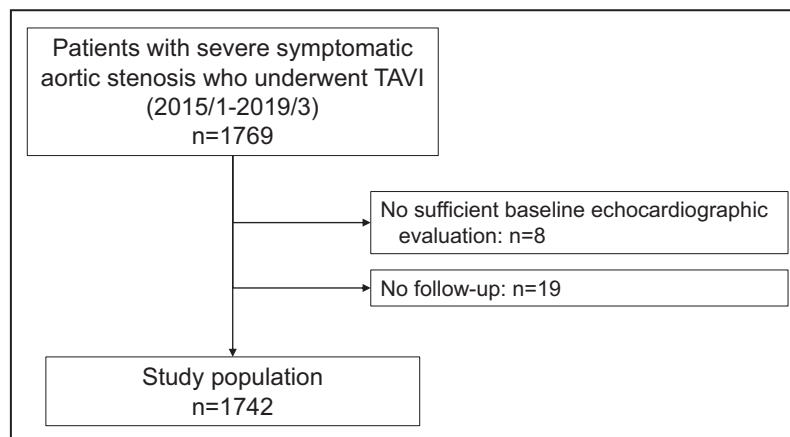 Patients with severe symptomatic
aortic stenosis who underwent TAVI
(2015/1-2019/3)
n=1769
No sufficient baseline echocardiographic
evaluation: n=8
No follow-up: n=19
Study population
n=1742